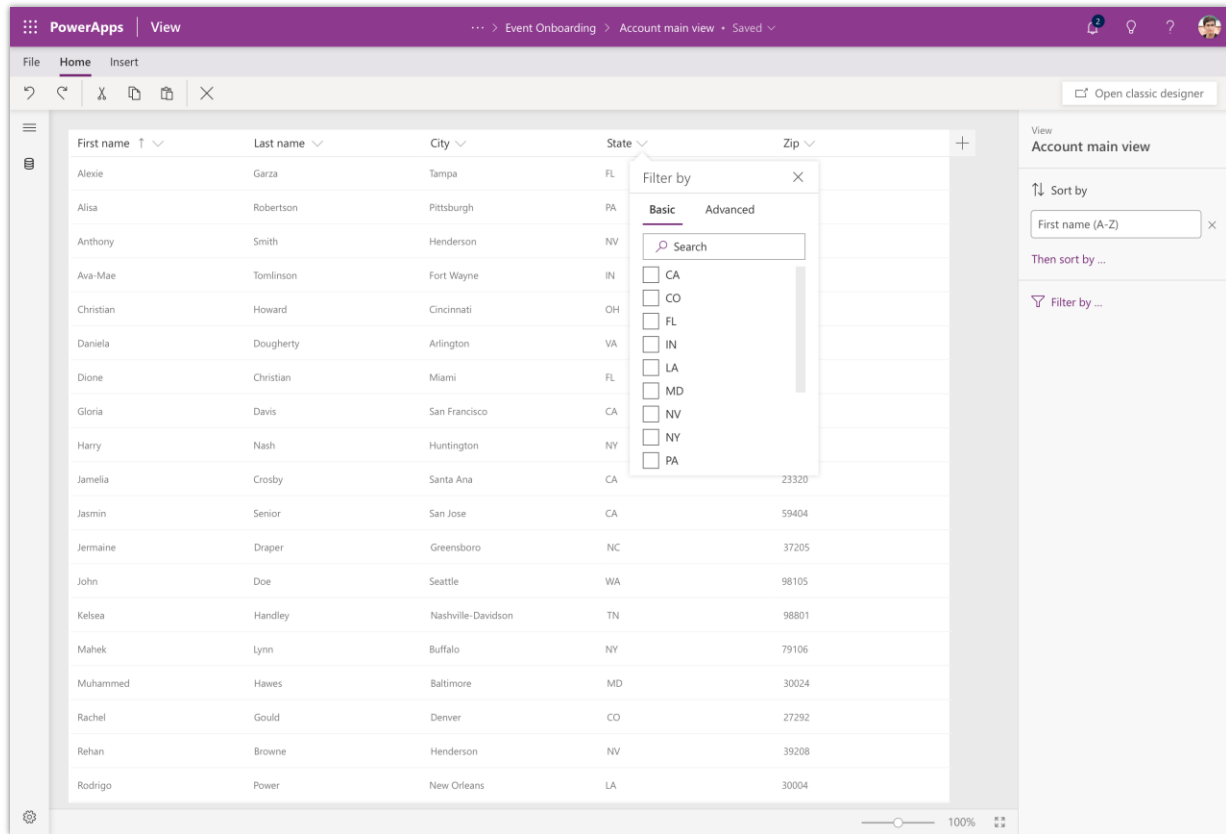 PowerApps View ··· > Event Onboarding > Account main view • Saved 2 ?
File Home Insert
Open classic designer
First name ↑ Last name City State Zip +
Alexie Garza Tampa FL
Alisa Robertson Pittsburgh PA
Anthony Smith Henderson NV
Ava-Mae Tomlinson Fort Wayne IN
Christian Howard Cincinnati OH
Daniela Dougherty Arlington VA
Dione Christian Miami FL
Gloria Davis San Francisco CA
Harry Nash Huntington NY
Jamelia Crosby Santa Ana CA 23320
Jasmin Senior San Jose CA 59404
Jermaine Draper Greensboro NC 37205
John Doe Seattle WA 98105
Kelsea Handley Nashville-Davidson TN 98801
Mahek Lynn Buffalo NY 79106
Muhammed Hawes Baltimore MD 30024
Rachel Gould Denver CO 27292
Rehan Browne Henderson NV 39208
Rodrigo Power New Orleans LA 30004
Filter by
Basic Advanced
Search
CA
CO
FL
IN
LA
MD
NV
NY
PA
View
Account main view
Sort by
First name (A-Z)
Then sort by ...
Filter by ...
100%